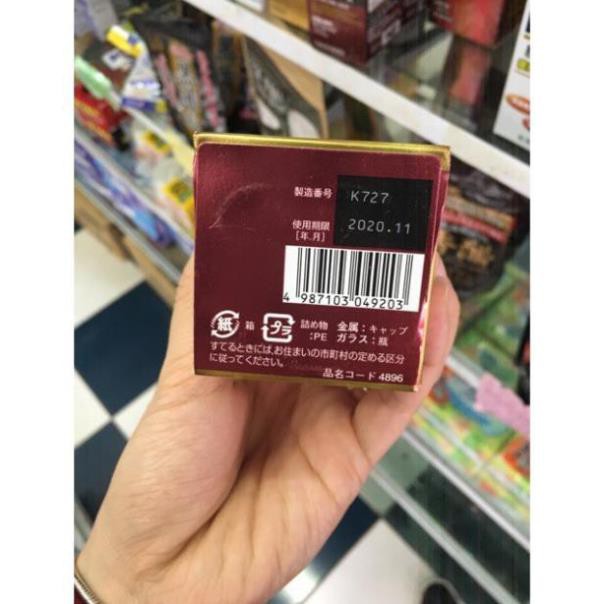 製造番号 K727
使用期限 2020.11
[年.月]
4 987103 049203
紙 箱 プラ 詰め物 金属：キャップ
:PE ガラス：瓶
すてるときには、お住まいの市町村の定める区分
に従ってください。
品名コード 4896